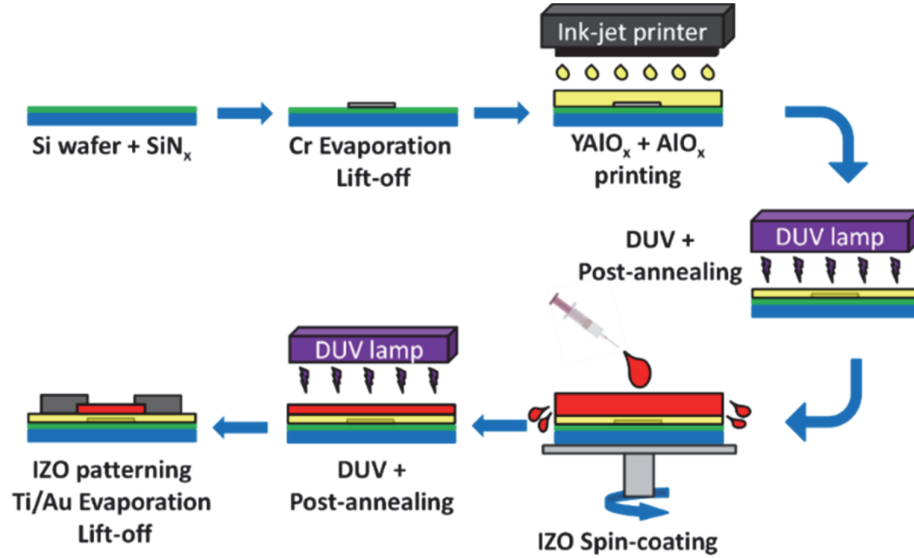 Ink-jet printer
Si wafer + SiNx
Cr Evaporation
Lift-off
YAlOx + AlOx
printing
DUV lamp
DUV +
Post-annealing
IZO Spin-coating
DUV lamp
DUV +
Post-annealing
IZO patterning
Ti/Au Evaporation
Lift-off